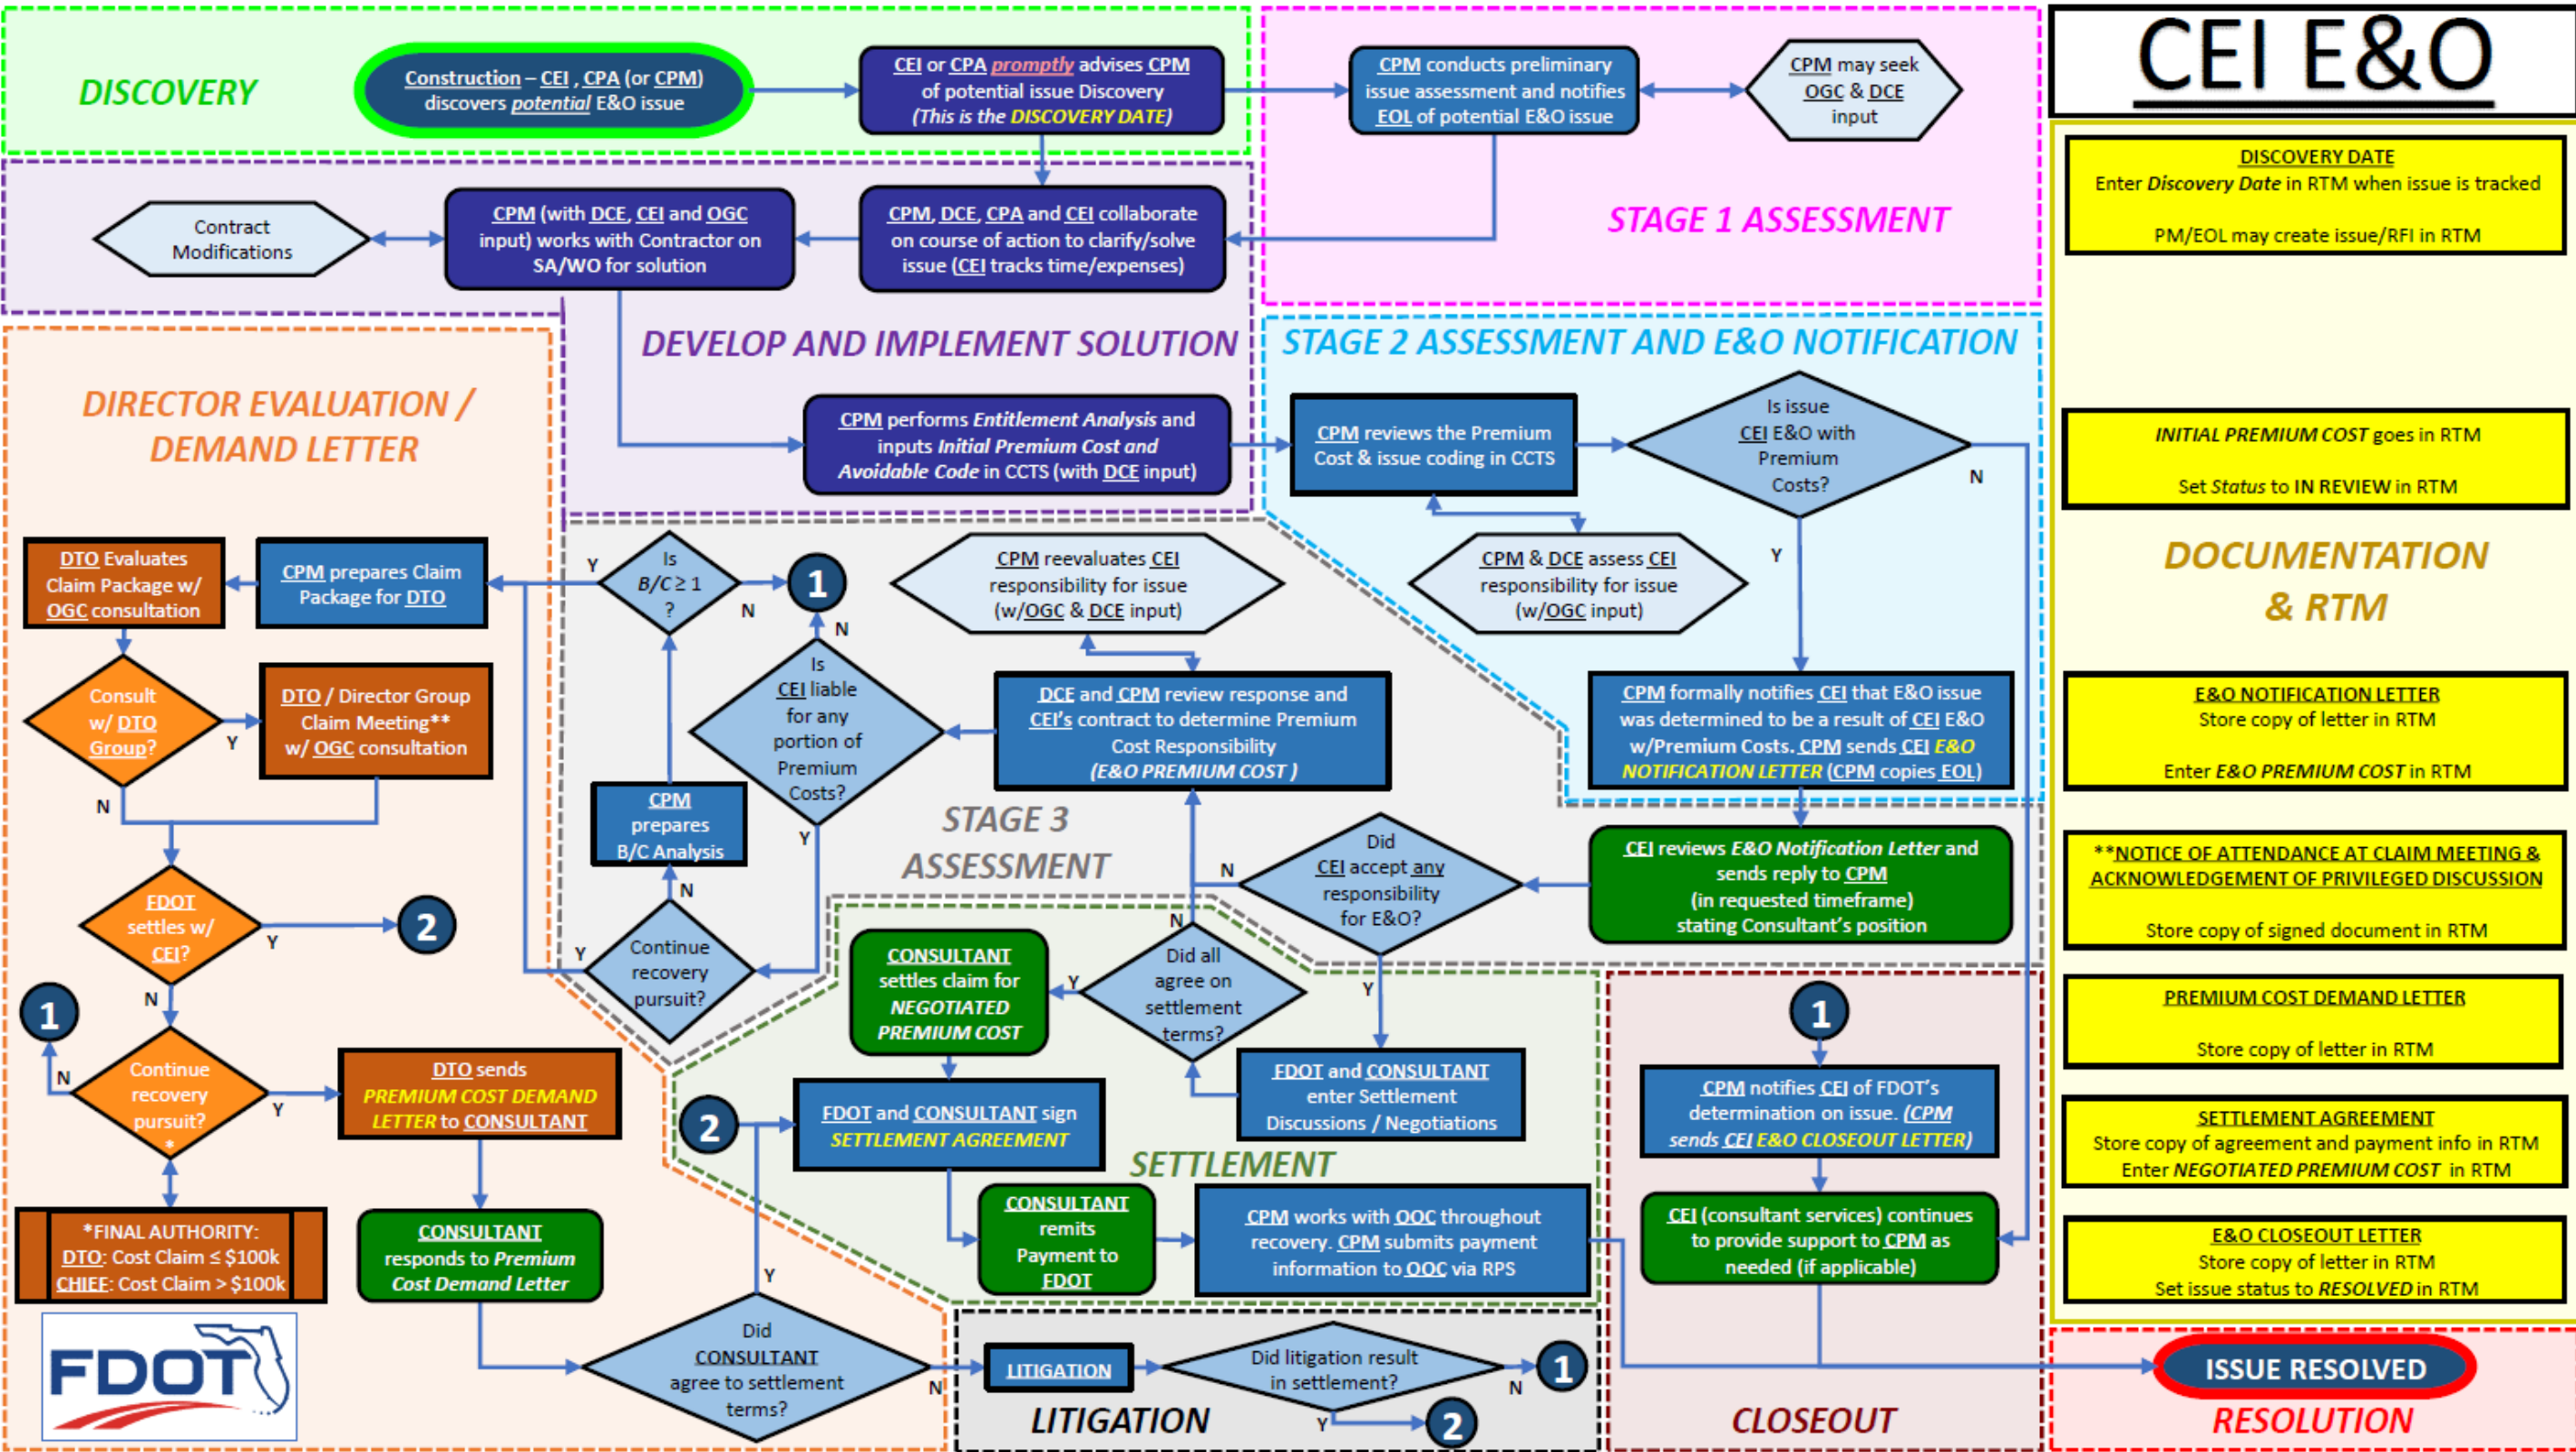 CEI E&O
DISCOVERY
Construction – CEI , CPA (or CPM)
discovers potential E&O issue
CEI or CPA promptly advises CPM
of potential issue Discovery
(This is the DISCOVERY DATE)
CPM conducts preliminary
issue assessment and notifies
EOL of potential E&O issue
CPM may seek
OGC & DCE
input
STAGE 1 ASSESSMENT
Contract
Modifications
CPM (with DCE, CEI and OGC
input) works with Contractor on
SA/WO for solution
CPM, DCE, CPA and CEI collaborate
on course of action to clarify/solve
issue (CEI tracks time/expenses)
DEVELOP AND IMPLEMENT SOLUTION
CPM performs Entitlement Analysis and
inputs Initial Premium Cost and
Avoidable Code in CCTS (with DCE input)
STAGE 2 ASSESSMENT AND E&O NOTIFICATION
CPM reviews the Premium
Cost & issue coding in CCTS
Is issue
CEI E&O with
Premium
Costs?
N
Y
CPM & DCE assess CEI
responsibility for issue
(w/OGC input)
CPM formally notifies CEI that E&O issue
was determined to be a result of CEI E&O
w/Premium Costs. CPM sends CEI E&O
NOTIFICATION LETTER (CPM copies EOL)
DIRECTOR EVALUATION /
DEMAND LETTER
DTO Evaluates
Claim Package w/
OGC consultation
CPM prepares Claim
Package for DTO
Consult
w/ DTO
Group?
Y
N
DTO / Director Group
Claim Meeting**
w/ OGC consultation
FDOT
settles w/
CEI?
Y
2
N
1
N
Continue
recovery
pursuit?
*
Y
DTO sends
PREMIUM COST DEMAND
LETTER to CONSULTANT
*FINAL AUTHORITY:
DTO: Cost Claim ≤ $100k
CHIEF: Cost Claim > $100k
CONSULTANT
responds to Premium
Cost Demand Letter
Did
CONSULTANT
agree to settlement
terms?
Y
N
FDOT
STAGE 3
ASSESSMENT
Y
Is
B/C ≥ 1
?
N
1
N
CPM reevaluates CEI
responsibility for issue
(w/OGC & DCE input)
Is
CEI liable
for any
portion of
Premium
Costs?
Y
DCE and CPM review response and
CEI's contract to determine Premium
Cost Responsibility
(E&O PREMIUM COST )
CPM
prepares
B/C Analysis
N
Y
Continue
recovery
pursuit?
Did
CEI accept any
responsibility
for E&O?
N
Y
CEI reviews E&O Notification Letter and
sends reply to CPM
(in requested timeframe)
stating Consultant's position
SETTLEMENT
CONSULTANT
settles claim for
NEGOTIATED
PREMIUM COST
Y
N
Did all
agree on
settlement
terms?
FDOT and CONSULTANT
enter Settlement
Discussions / Negotiations
2
FDOT and CONSULTANT sign
SETTLEMENT AGREEMENT
CONSULTANT
remits
Payment to
FDOT
CPM works with OOC throughout
recovery. CPM submits payment
information to OOC via RPS
LITIGATION
Did litigation result
in settlement?
N
1
Y
2
LITIGATION
1
CPM notifies CEI of FDOT's
determination on issue. (CPM
sends CEI E&O CLOSEOUT LETTER)
CEI (consultant services) continues
to provide support to CPM as
needed (if applicable)
CLOSEOUT
DISCOVERY DATE
Enter Discovery Date in RTM when issue is tracked
PM/EOL may create issue/RFI in RTM
INITIAL PREMIUM COST goes in RTM
Set Status to IN REVIEW in RTM
DOCUMENTATION
& RTM
E&O NOTIFICATION LETTER
Store copy of letter in RTM
Enter E&O PREMIUM COST in RTM
**NOTICE OF ATTENDANCE AT CLAIM MEETING &
ACKNOWLEDGEMENT OF PRIVILEGED DISCUSSION
Store copy of signed document in RTM
PREMIUM COST DEMAND LETTER
Store copy of letter in RTM
SETTLEMENT AGREEMENT
Store copy of agreement and payment info in RTM
Enter NEGOTIATED PREMIUM COST in RTM
E&O CLOSEOUT LETTER
Store copy of letter in RTM
Set issue status to RESOLVED in RTM
ISSUE RESOLVED
RESOLUTION